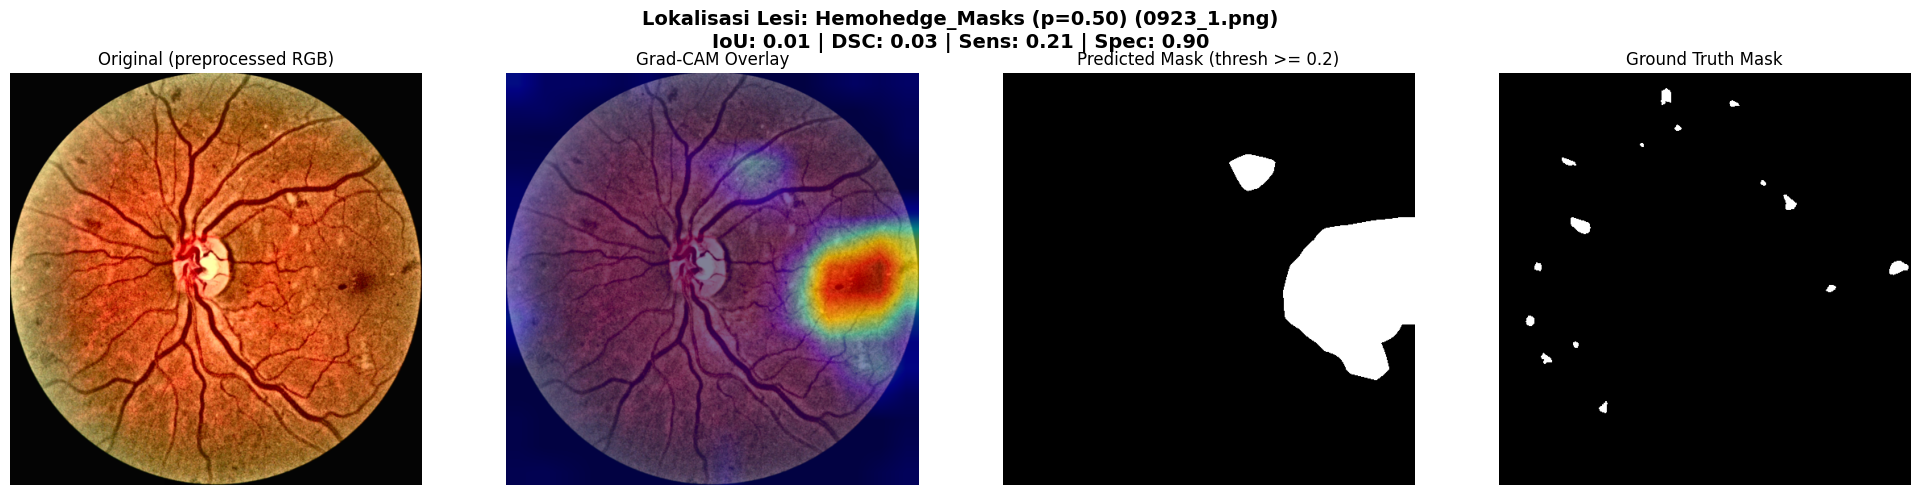 Lokalisasi Lesi: Hemohedge_Masks (p=0.50) (0923_1.png)
IoU: 0.01 | DSC: 0.03 | Sens: 0.21 | Spec: 0.90
Original (preprocessed RGB)
Grad-CAM Overlay
Predicted Mask (thresh >= 0.2)
Ground Truth Mask